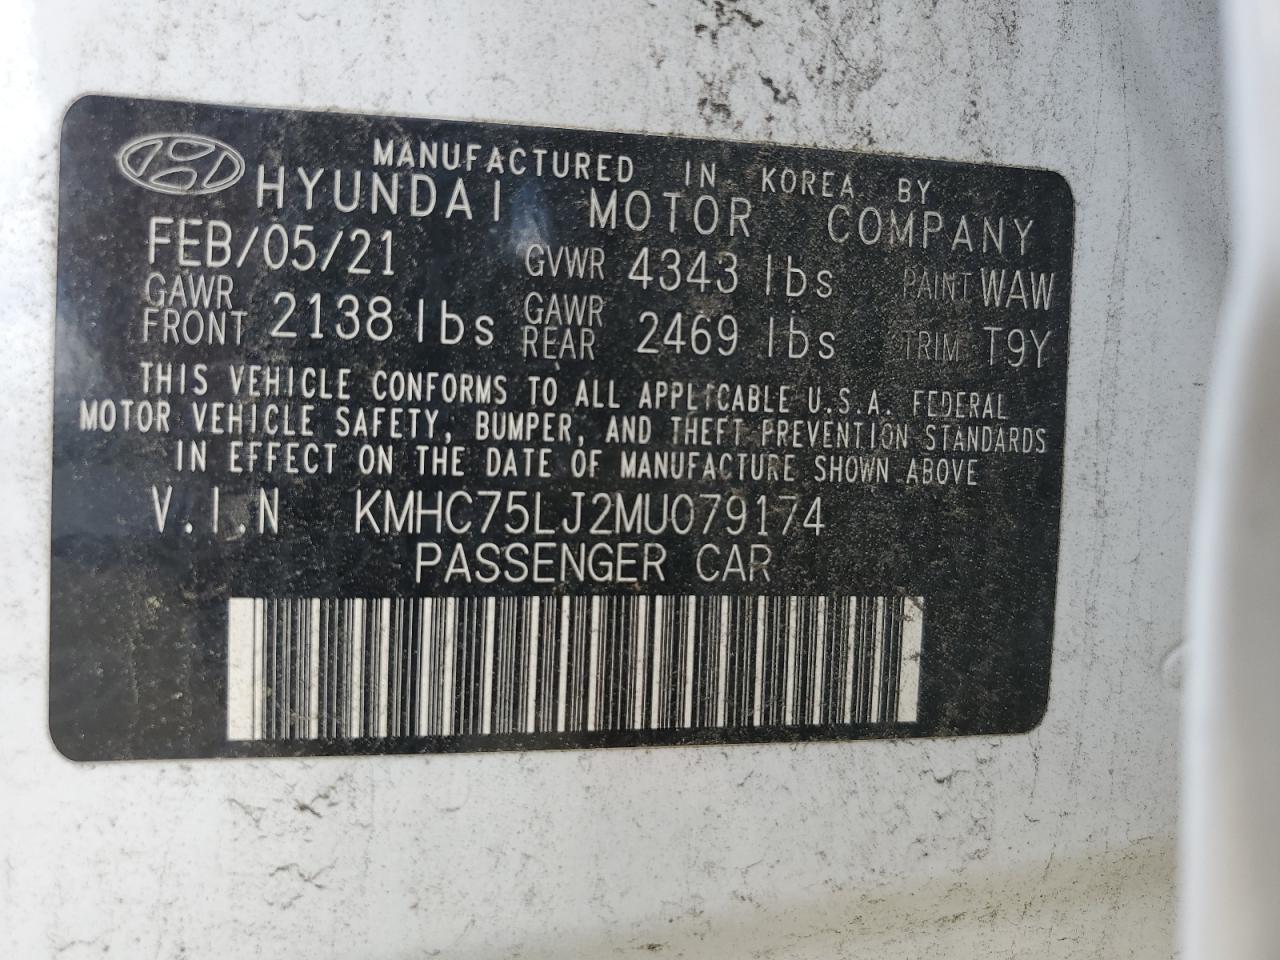 MANUFACTURED IN KOREA BY
HYUNDAI MOTOR COMPANY
FEB/05/21 GVWR 4343 lbs PAINT WAW
GAWR FRONT 2138 lbs GAWR REAR 2469 lbs TRIM T9Y
THIS VEHICLE CONFORMS TO ALL APPLICABLE U.S.A. FEDERAL
MOTOR VEHICLE SAFETY, BUMPER, AND THEFT PREVENTION STANDARDS
IN EFFECT ON THE DATE OF MANUFACTURE SHOWN ABOVE
V.I.N KMHC75LJ2MU079174
PASSENGER CAR